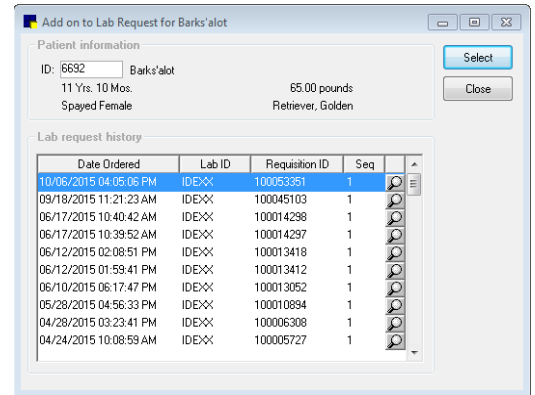 Add on to Lab Request for Barks'alot
Patient information
ID: 6692 Barks'alot
11 Yrs. 10 Mos. 65.00 pounds
Spayed Female Retriever, Golden
Select
Close
Lab request history
Date Ordered Lab ID Requisition ID Seq
10/06/2015 04:05:06 PM IDEXX 100053351 1
09/18/2015 11:21:23 AM IDEXX 100045103 1
06/17/2015 10:40:42 AM IDEXX 100014298 1
06/17/2015 10:39:52 AM IDEXX 100014297 1
06/12/2015 02:08:51 PM IDEXX 100013418 1
06/12/2015 01:59:41 PM IDEXX 100013412 1
06/10/2015 06:17:47 PM IDEXX 100013052 1
05/28/2015 04:56:33 PM IDEXX 100010894 1
04/28/2015 03:23:41 PM IDEXX 100006308 1
04/24/2015 10:08:59 AM IDEXX 100005727 1